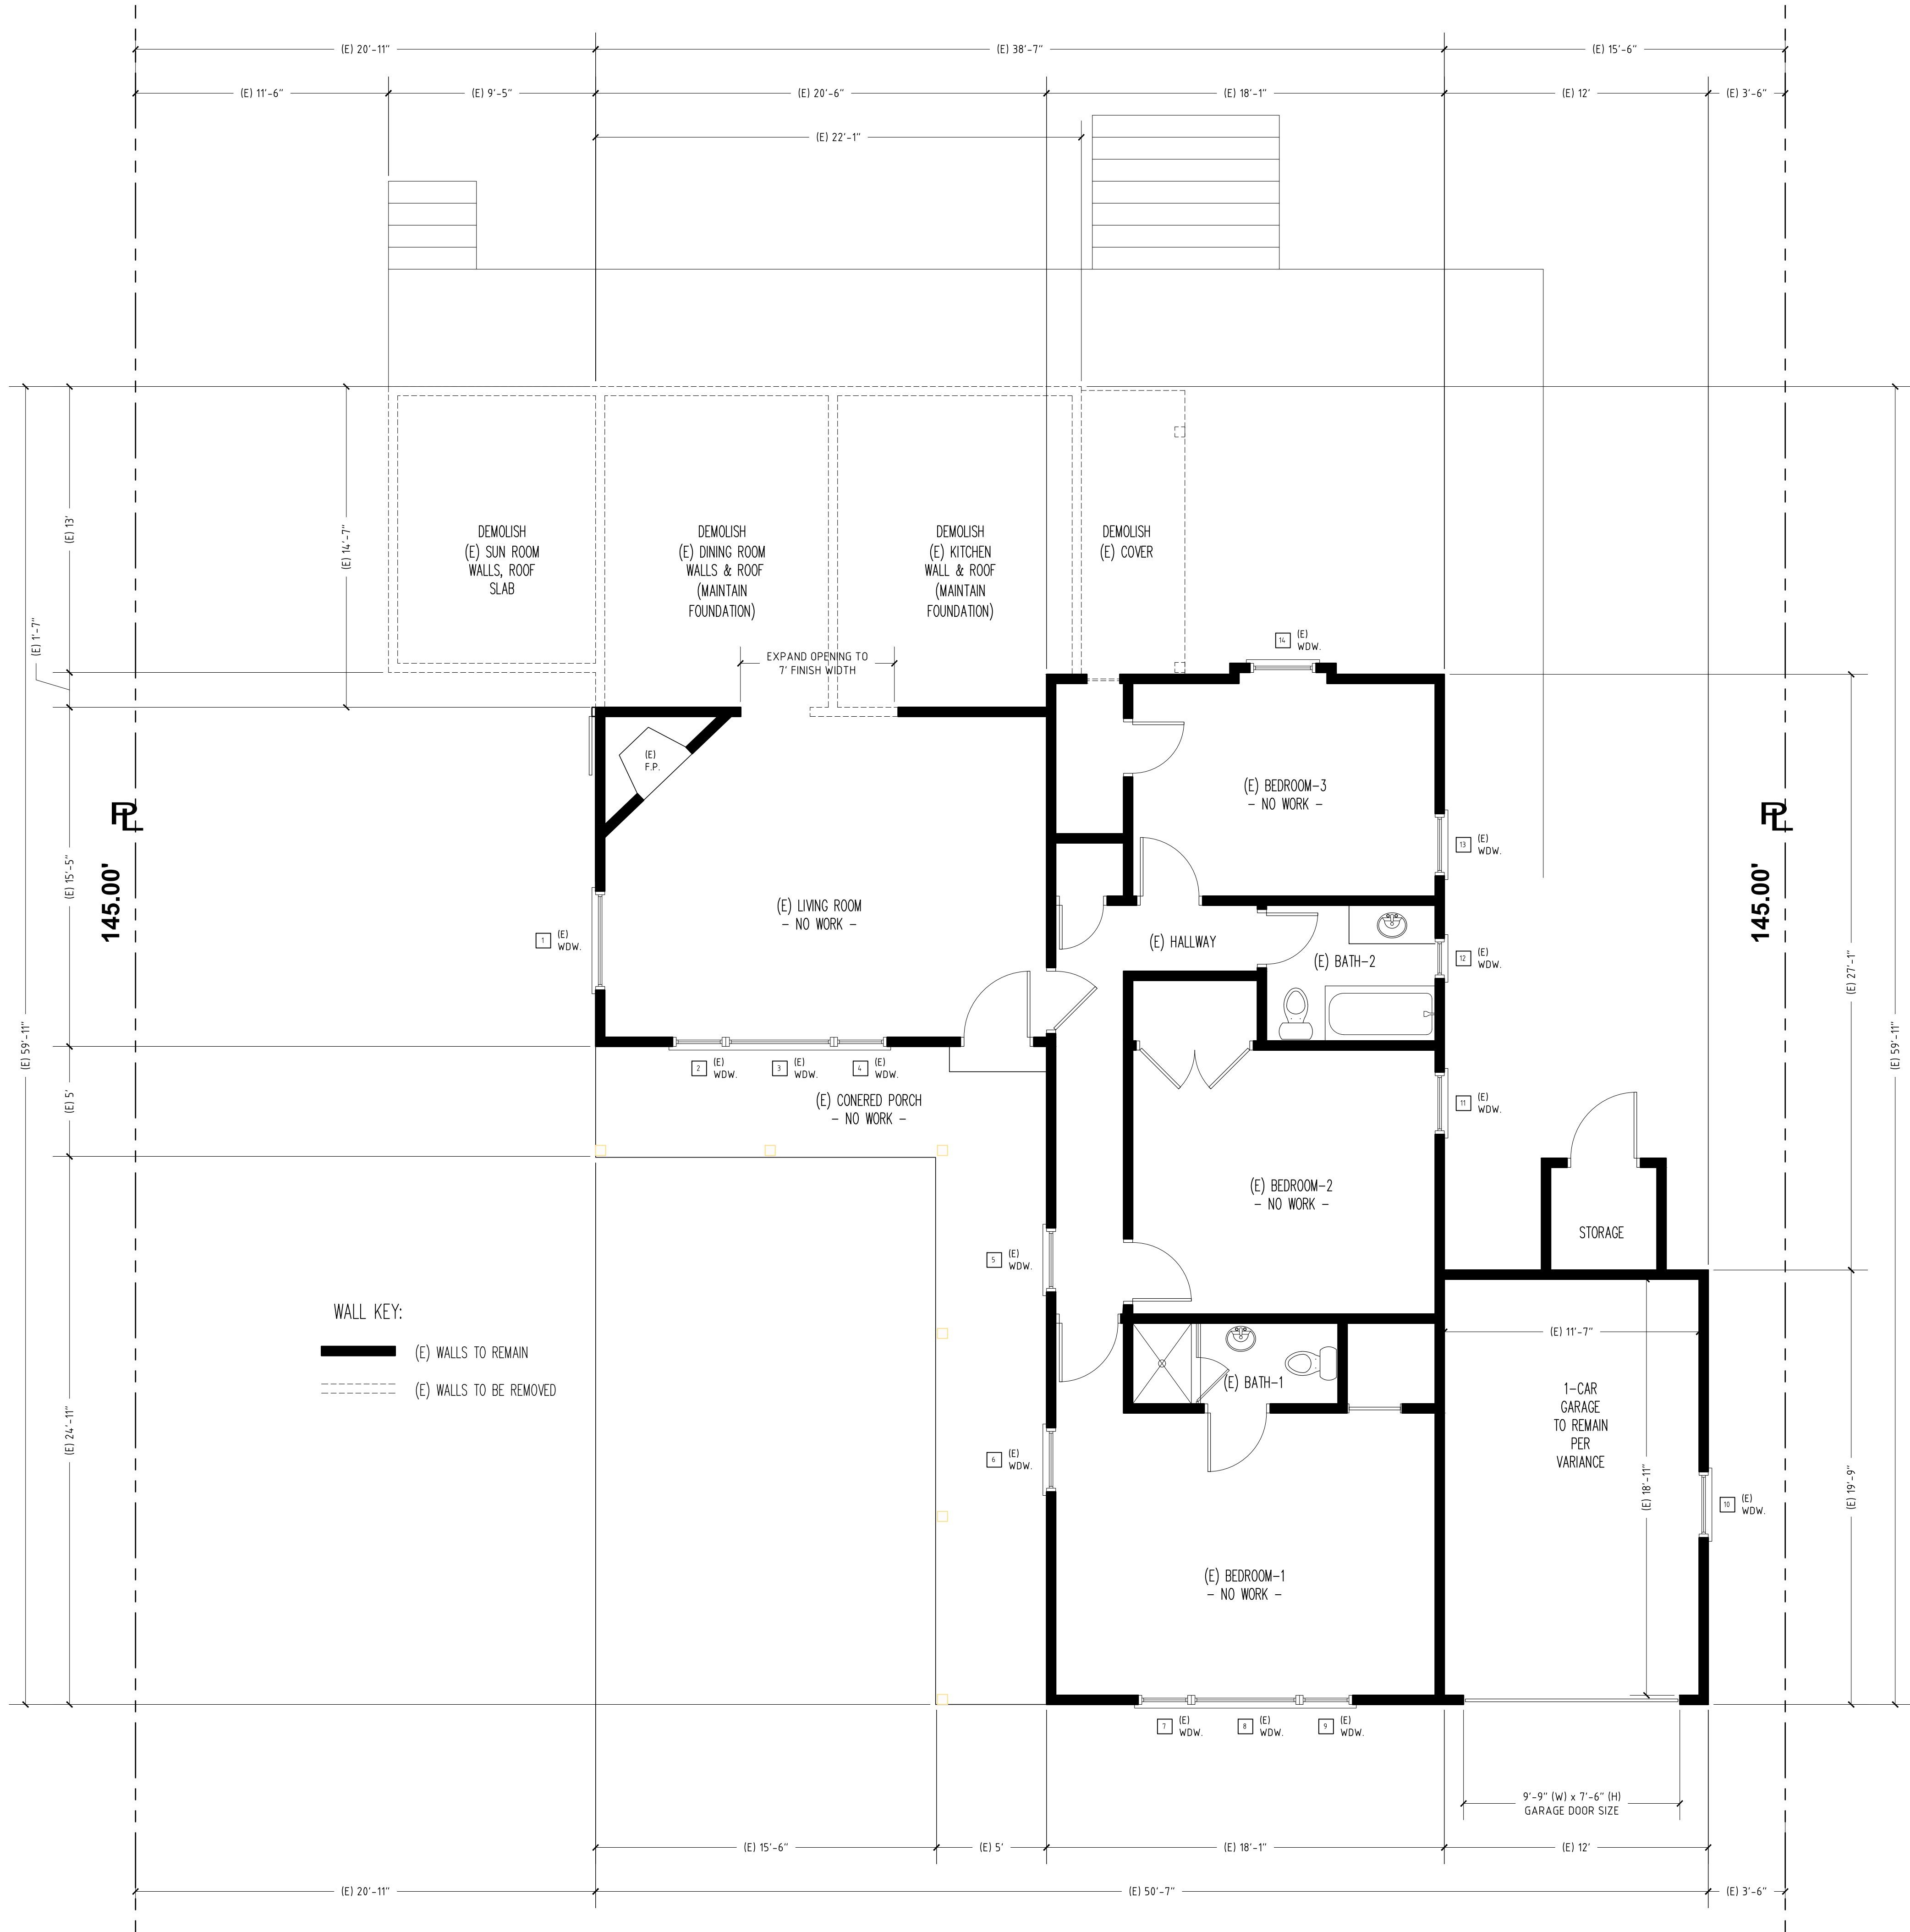 (E) 20'-11"
(E) 38'-7"
(E) 15'-6"
(E) 11'-6"
(E) 9'-5"
(E) 20'-6"
(E) 18'-1"
(E) 12'
(E) 3'-6"
(E) 22'-1"
(E) 13'
(E) 14'-7"
(E) 1'-7"
DEMOLISH
(E) SUN ROOM
WALLS, ROOF
SLAB
DEMOLISH
(E) DINING ROOM
WALLS & ROOF
(MAINTAIN
FOUNDATION)
DEMOLISH
(E) KITCHEN
WALL & ROOF
(MAINTAIN
FOUNDATION)
DEMOLISH
(E) COVER
EXPAND OPENING TO
7' FINISH WIDTH
14
(E)
WDW.
(E)
F.P.
(E) BEDROOM-3
- NO WORK -
13
(E)
WDW.
PL
145.00'
PL
145.00'
(E) 15'-5"
(E) LIVING ROOM
- NO WORK -
1
(E)
WDW.
(E) HALLWAY
(E) BATH-2
12
(E)
WDW.
(E) 27'-1"
(E) 59'-11"
(E) 59'-11"
2
(E)
WDW.
3
(E)
WDW.
4
(E)
WDW.
(E) 5'
(E) CONERED PORCH
- NO WORK -
11
(E)
WDW.
(E) BEDROOM-2
- NO WORK -
STORAGE
5
(E)
WDW.
WALL KEY:
(E) WALLS TO REMAIN
(E) WALLS TO BE REMOVED
(E) 11'-7"
(E) BATH-1
1-CAR
GARAGE
TO REMAIN
PER
VARIANCE
(E) 24'-11"
6
(E)
WDW.
(E) 18'-11"
(E) 19'-9"
10
(E)
WDW.
(E) BEDROOM-1
- NO WORK -
7
(E)
WDW.
8
(E)
WDW.
9
(E)
WDW.
9'-9" (W) x 7'-6" (H)
GARAGE DOOR SIZE
(E) 15'-6"
(E) 5'
(E) 18'-1"
(E) 12'
(E) 20'-11"
(E) 50'-7"
(E) 3'-6"